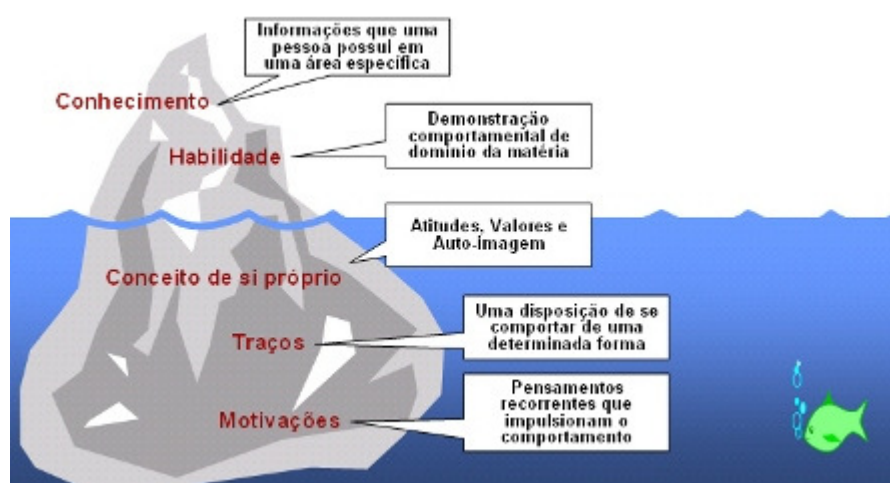 Informações que uma
pessoa possul em
uma área específica
Conhecimento
Demonstração
comportamental de
domínio da matéria
Habilidade
Atitudes, Valores e
Auto-Imagem
Conceito de si próprio
Uma disposição de se
comportar de uma
determinada forma
Traços
Pensamentos
recorrentes que
impulsionam o
comportamento
Motivações